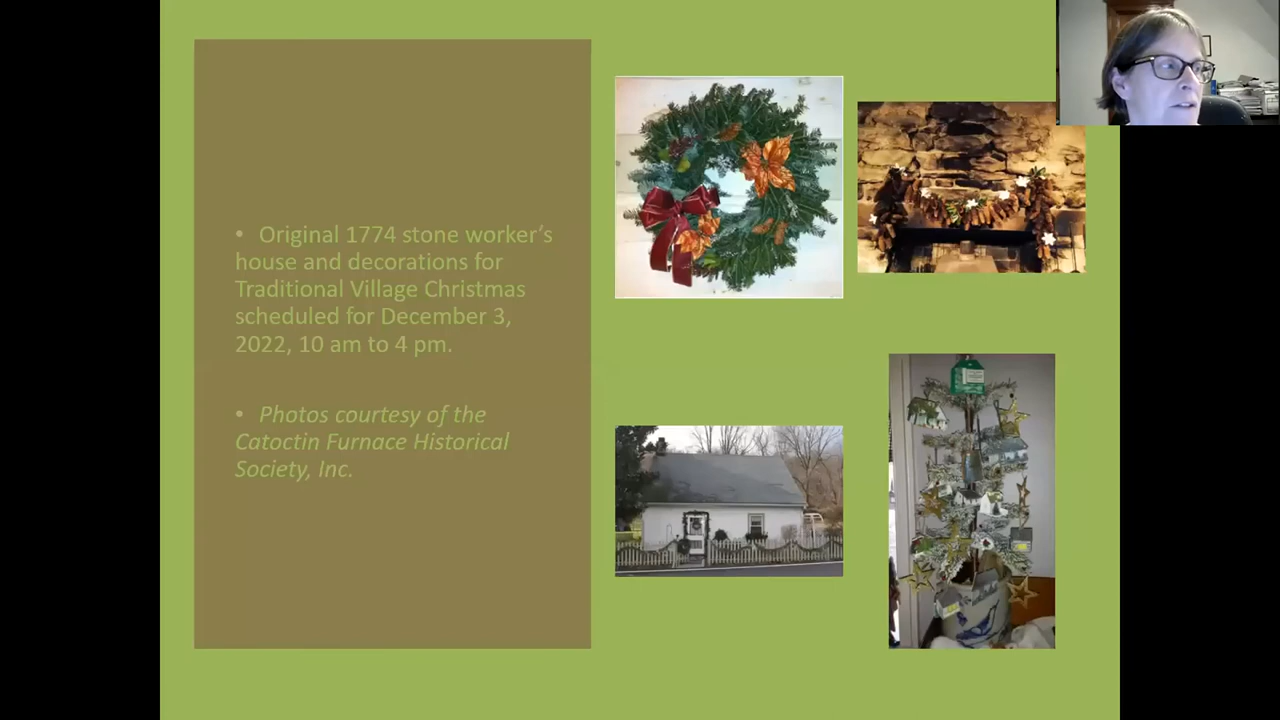 • Original 1774 stone worker's
house and decorations for
Traditional Village Christmas
scheduled for December 3,
2022, 10 am to 4 pm.
• Photos courtesy of the
Catoctin Furnace Historical
Society, Inc.